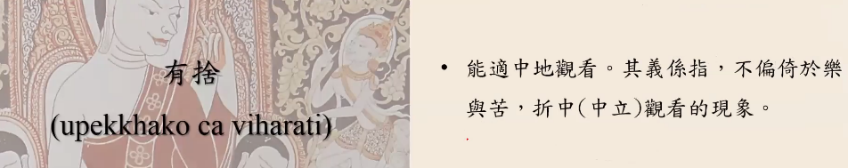 有捨
(upekkhako ca viharati)
• 能適中地觀看。其義係指，不偏倚於樂
與苦，折中(中立)觀看的現象。